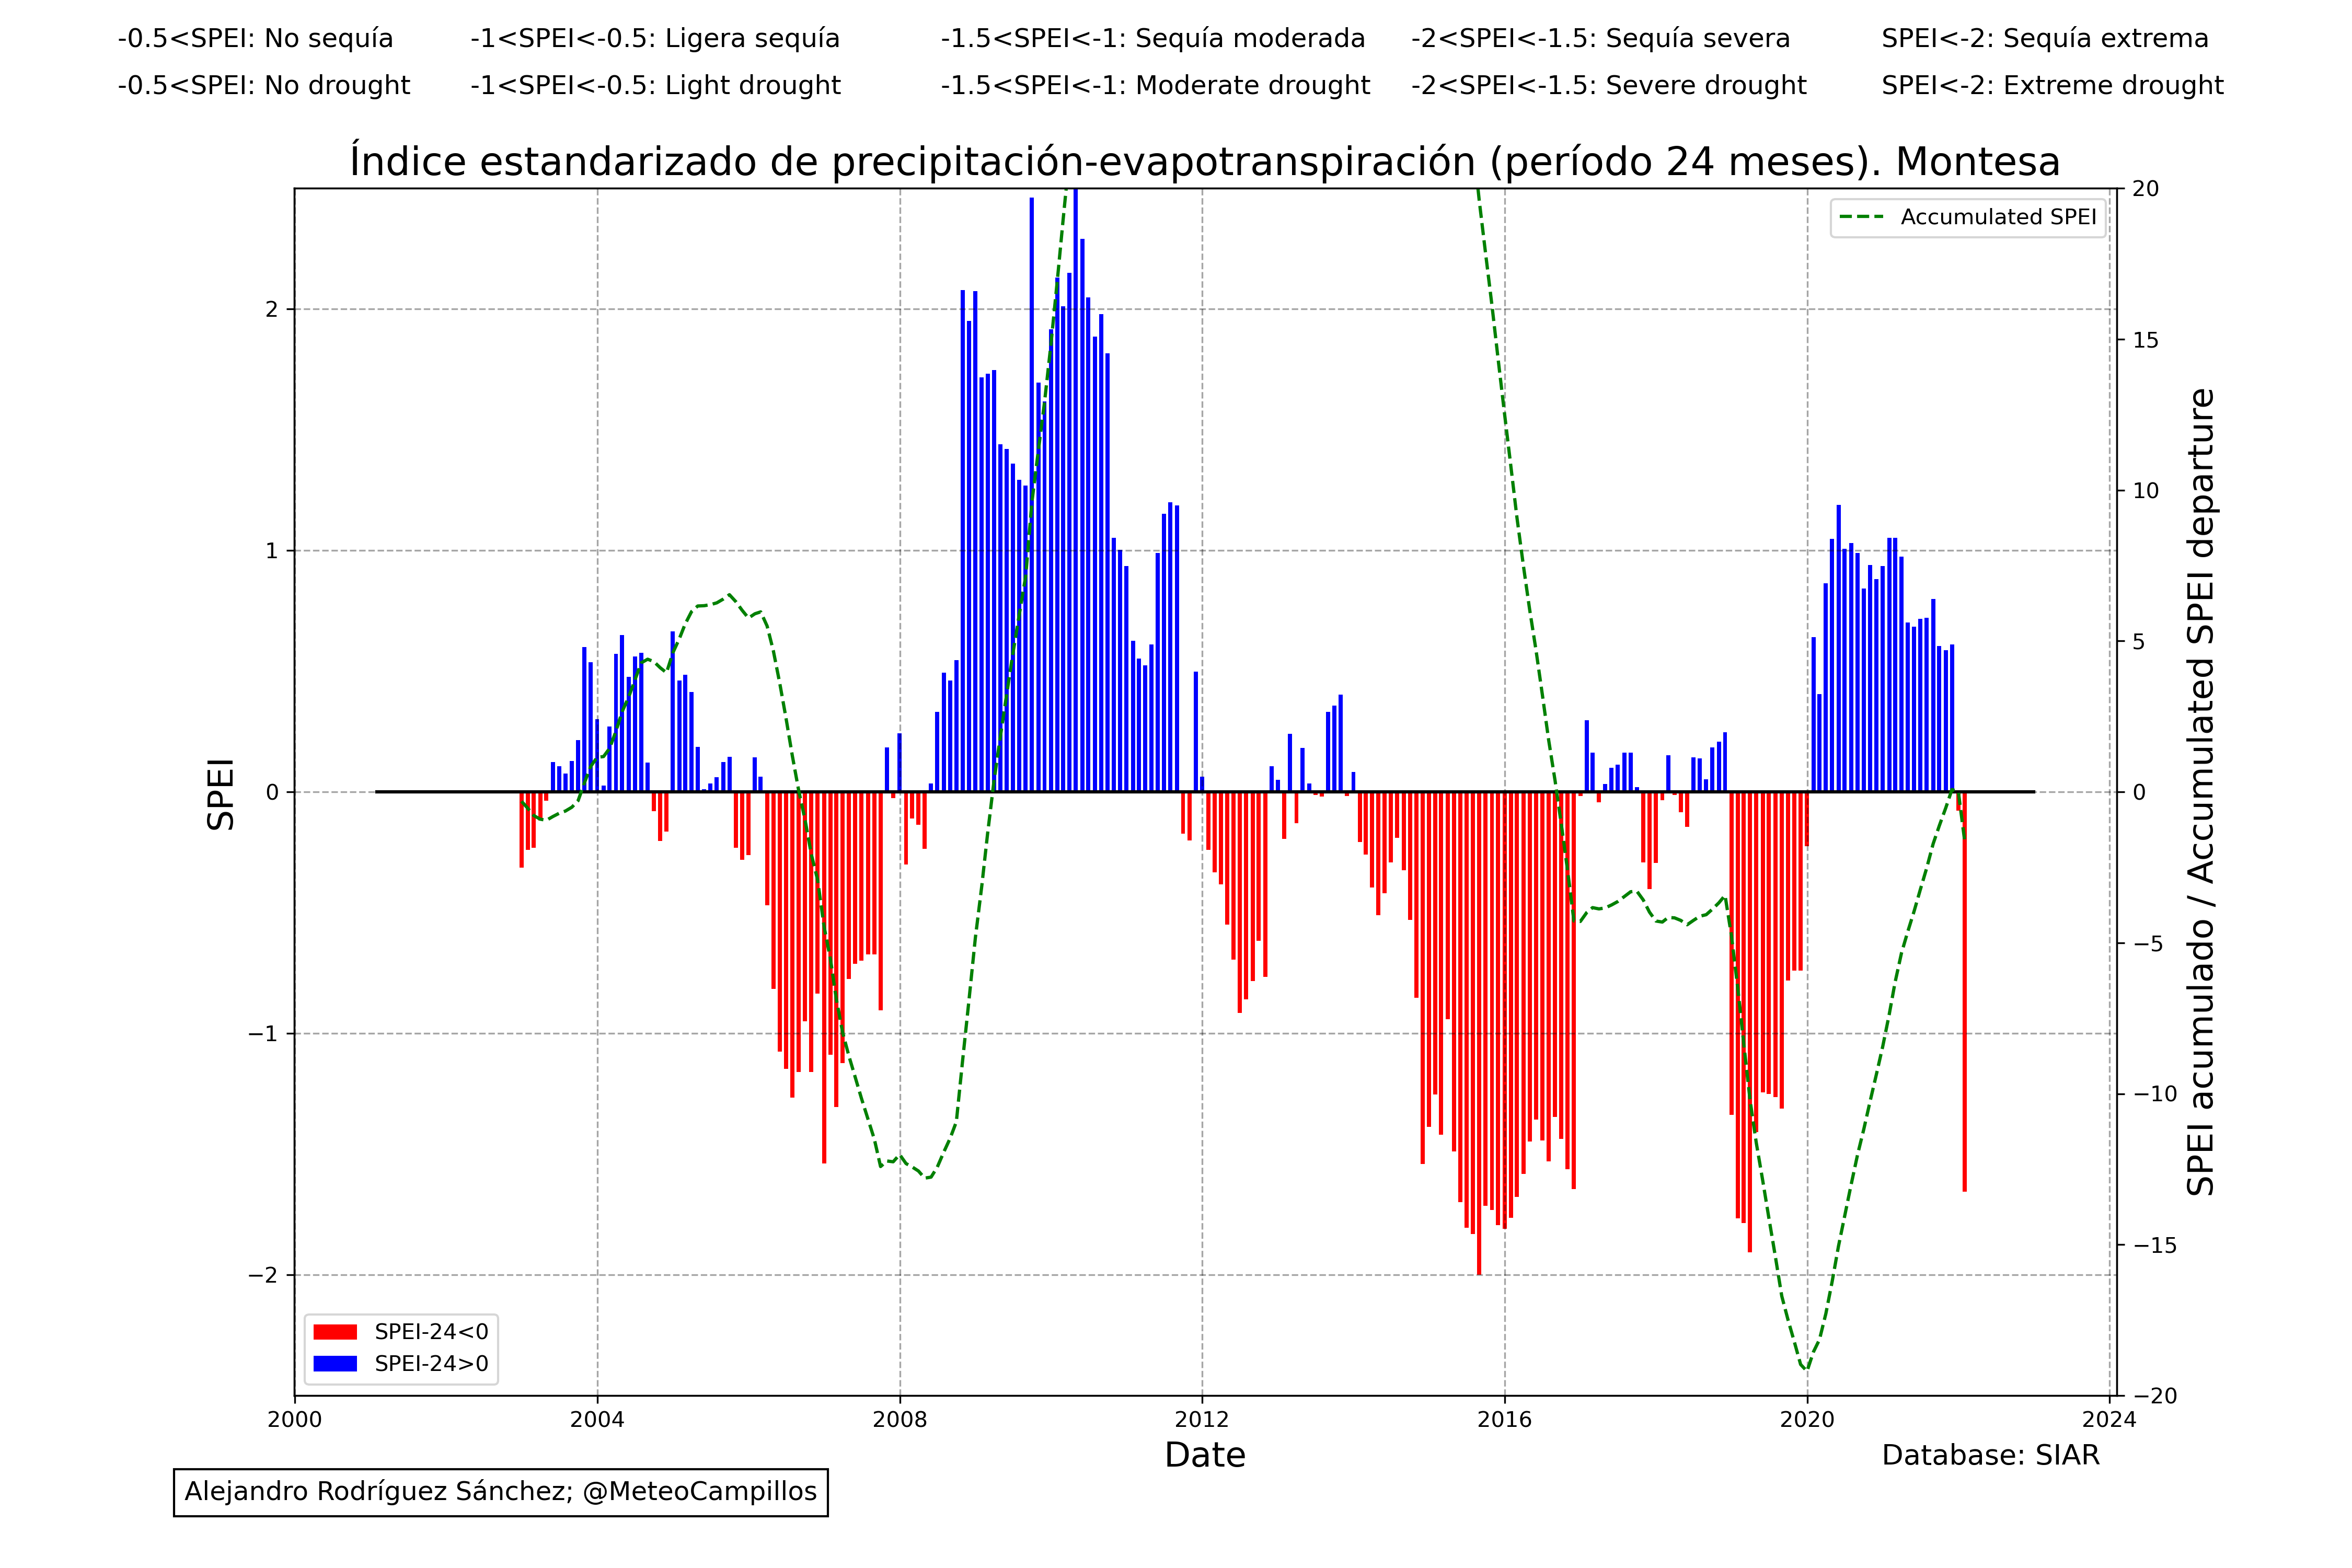 -0.5<SPEI: No sequía -1<SPEI<-0.5: Ligera sequía -1.5<SPEI<-1: Sequía moderada -2<SPEI<-1.5: Sequía severa SPEI<-2: Sequía extrema
-0.5<SPEI: No drought -1<SPEI<-0.5: Light drought -1.5<SPEI<-1: Moderate drought -2<SPEI<-1.5: Severe drought SPEI<-2: Extreme drought
Índice estandarizado de precipitación-evapotranspiración (período 24 meses). Montesa
Accumulated SPEI
SPEI
2
1
0
−1
−2
20
15
10
5
0
−5
−10
−15
−20
SPEI acumulado / Accumulated SPEI departure
SPEI-24<0
SPEI-24>0
2000 2004 2008 2012 2016 2020 2024
Date
Database: SIAR
Alejandro Rodríguez Sánchez; @MeteoCampillos